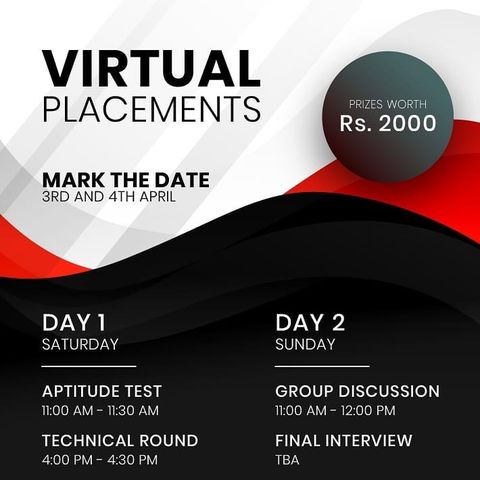 VIRTUAL
PLACEMENTS
PRIZES WORTH
Rs. 2000
MARK THE DATE
3RD AND 4TH APRIL
DAY 1
SATURDAY
APTITUDE TEST
11:00 AM - 11:30 AM
TECHNICAL ROUND
4:00 PM - 4:30 PM
DAY 2
SUNDAY
GROUP DISCUSSION
11:00 AM - 12:00 PM
FINAL INTERVIEW
TBA